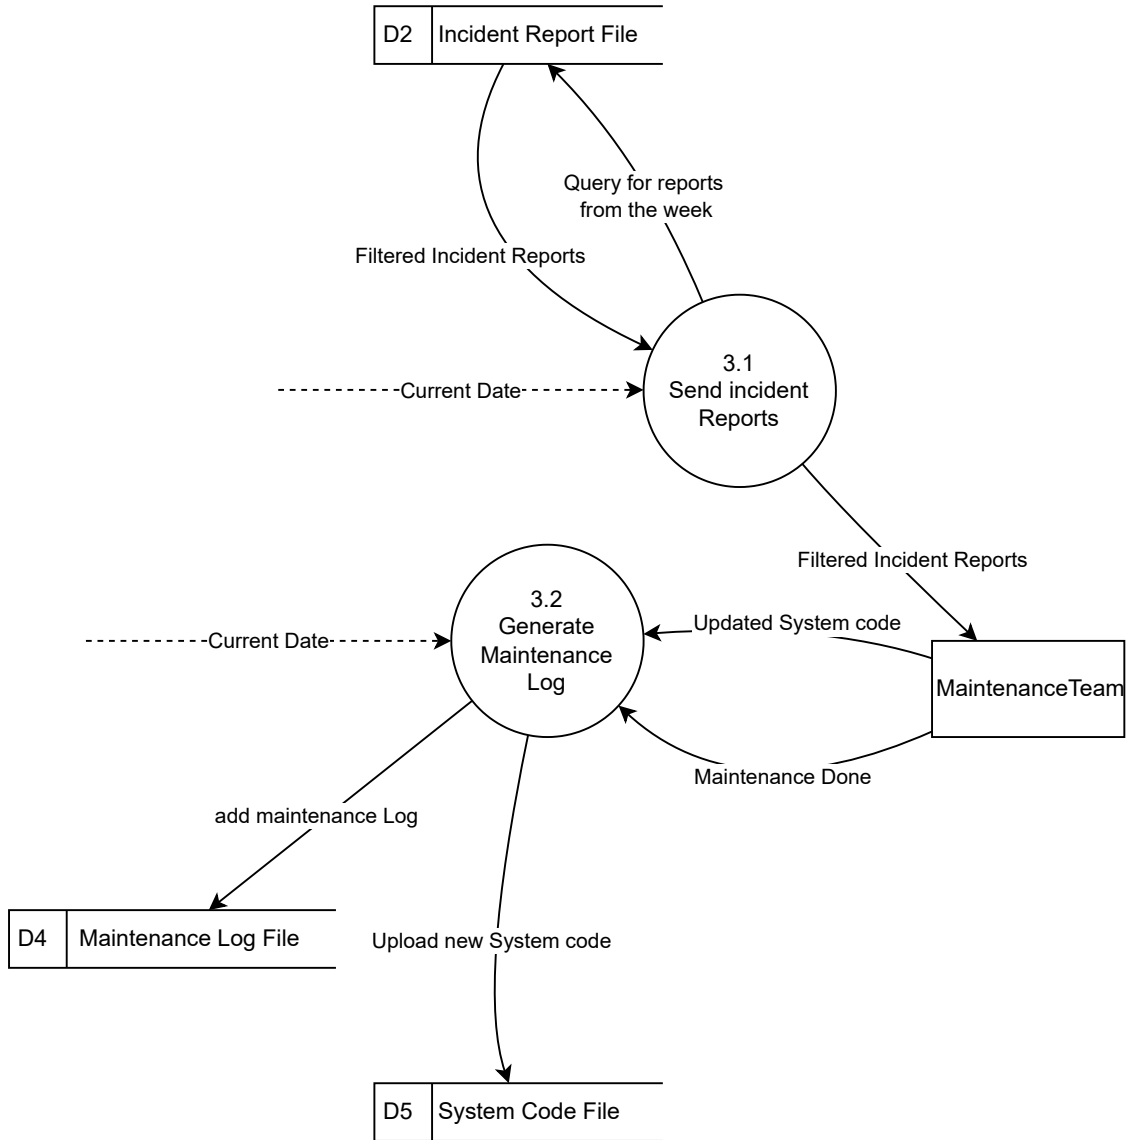 D2 Incident Report File
Query for reports
from the week
Filtered Incident Reports
3.1
Send incident
Reports
Current Date
Filtered Incident Reports
3.2
Generate
Maintenance
Log
Updated System code
Current Date
MaintenanceTeam
Maintenance Done
add maintenance Log
D4 Maintenance Log File
Upload new System code
D5 System Code File